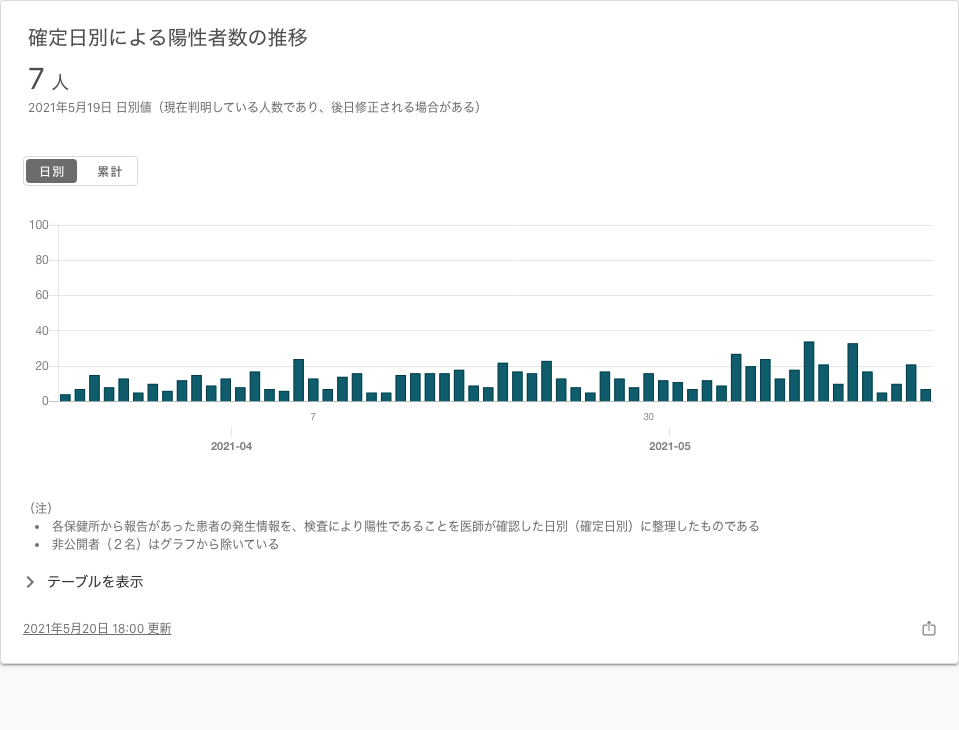 確定日別による陽性者数の推移
7 人
2021年5月19日 日別値（現在判明している人数であり、後日修正される場合がある）
日別 累計
100
80
60
40
20
0
7 30
2021-04 2021-05
（注）
• 各保健所から報告があった患者の発生情報を、検査により陽性であることを医師が確認した日別（確定日別）に整理したものである
• 非公開者（２名）はグラフから除いている
テーブルを表示
2021年5月20日 18:00 更新